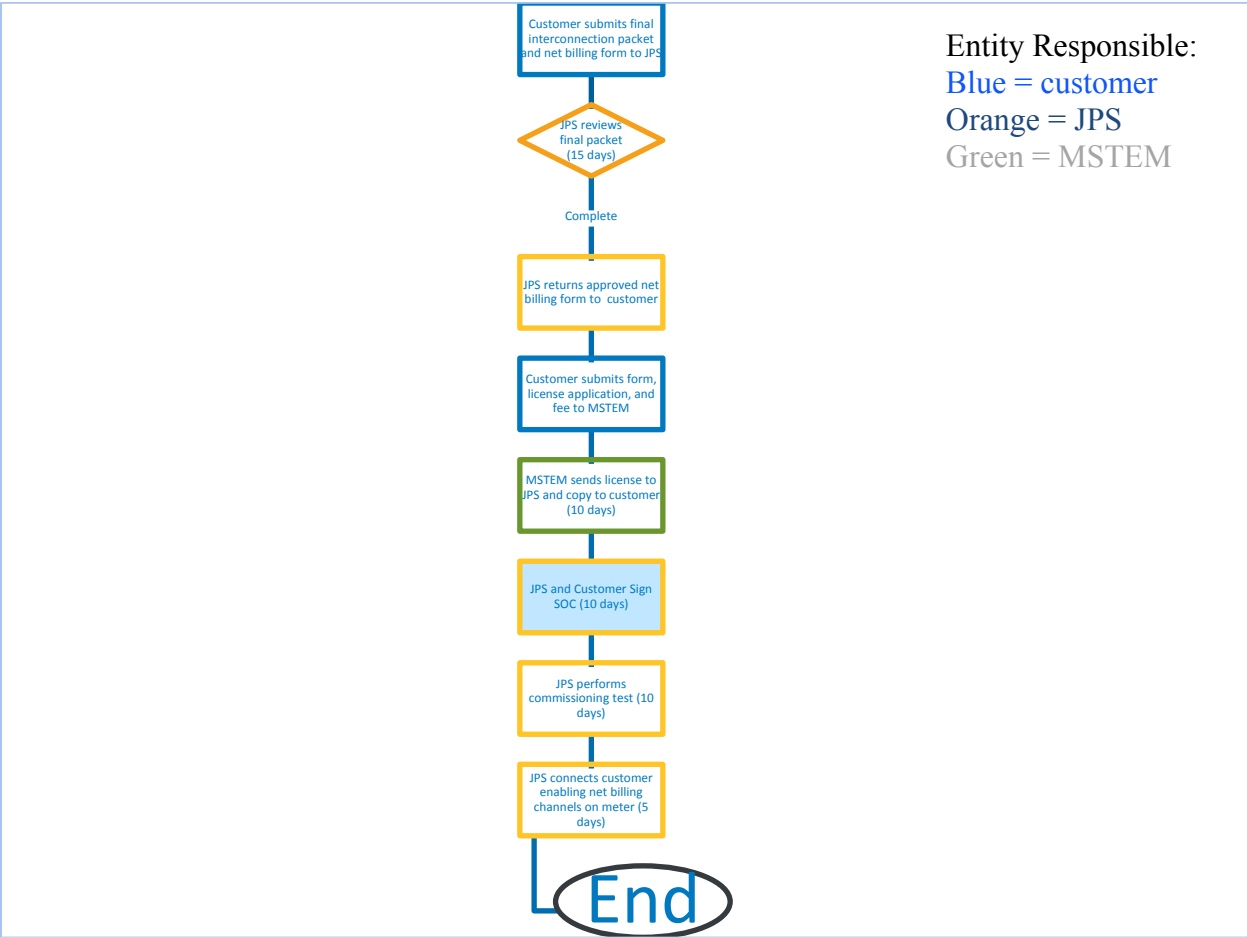 Customer submits final
interconnection packet
and net billing form to JPS
Entity Responsible:
Blue = customer
Orange = JPS
Green = MSTEM
JPS reviews
final packet
(15 days)
Complete
JPS returns approved net
billing form to  customer
Customer submits form,
license application, and
fee to MSTEM
MSTEM sends license to
JPS and copy to customer
(10 days)
JPS and Customer Sign
SOC (10 days)
JPS performs
commissioning test (10
days)
JPS connects customer
enabling net billing
channels on meter (5
days)
End